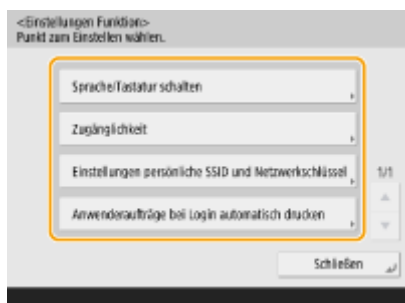 <Einstellungen Funktion>
Punkt zum Einstellen wählen.
Sprache/Tastatur schalten
Zugänglichkeit
Einstellungen persönliche SSID und Netzwerkschlüssel
1/1
Anwenderaufträge bei Login automatisch drucken
Schließen